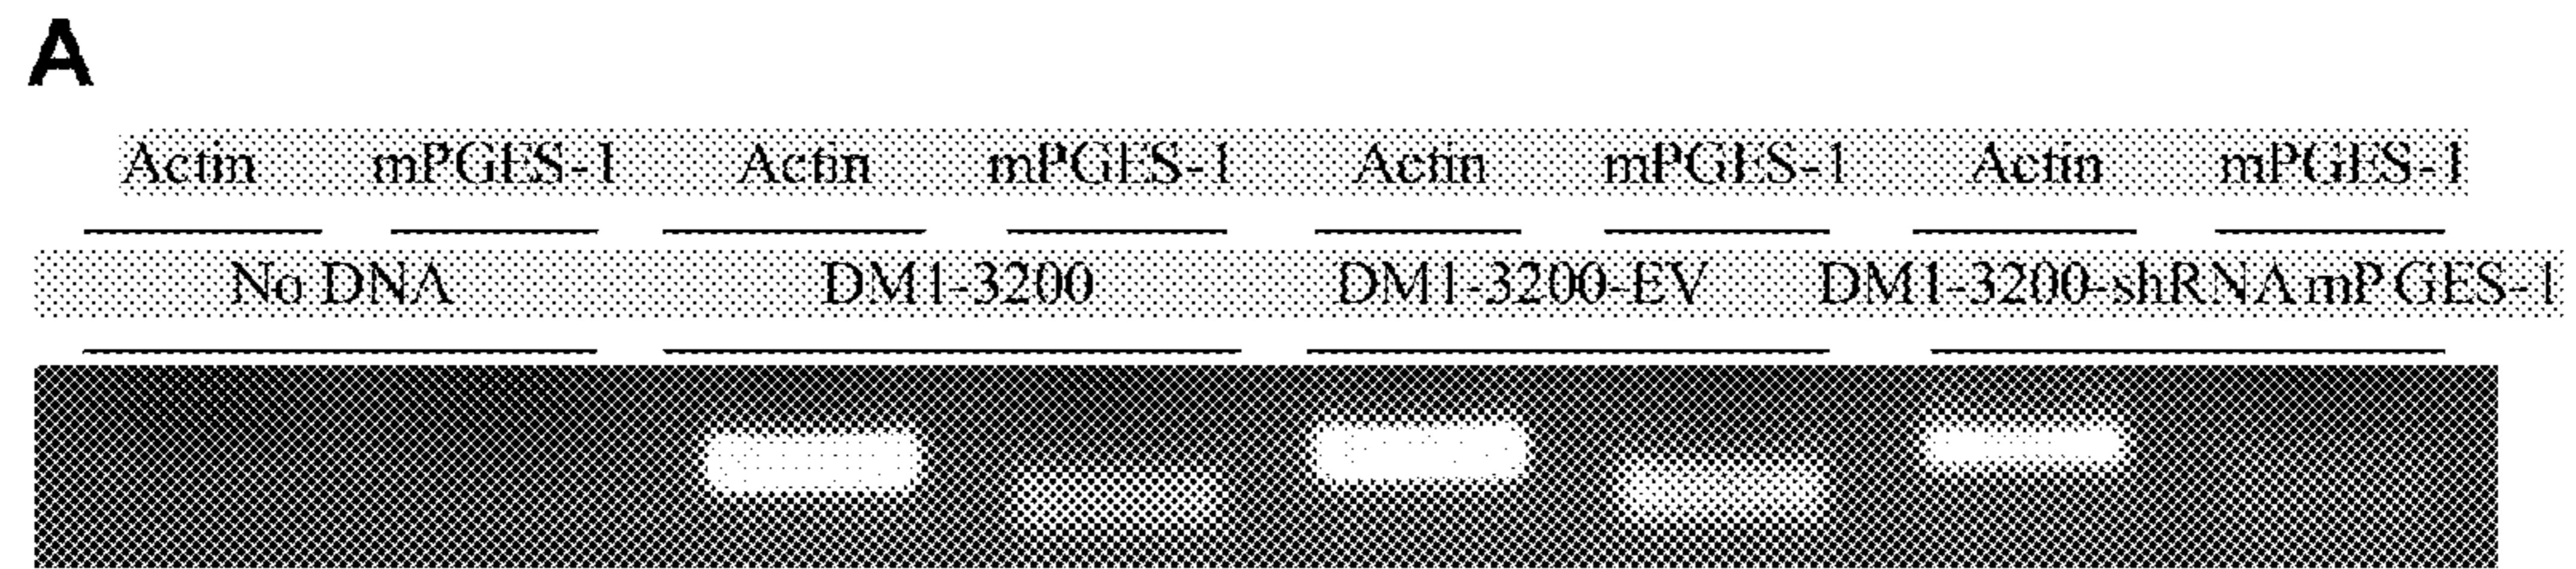 A
Actin mPGES-1 Actin mPGES-1 Actin mPGES-1 Actin mPGES-1
No DNA DM1-3200 DM1-3200-EV DM1-3200-shRNA mPGES-1